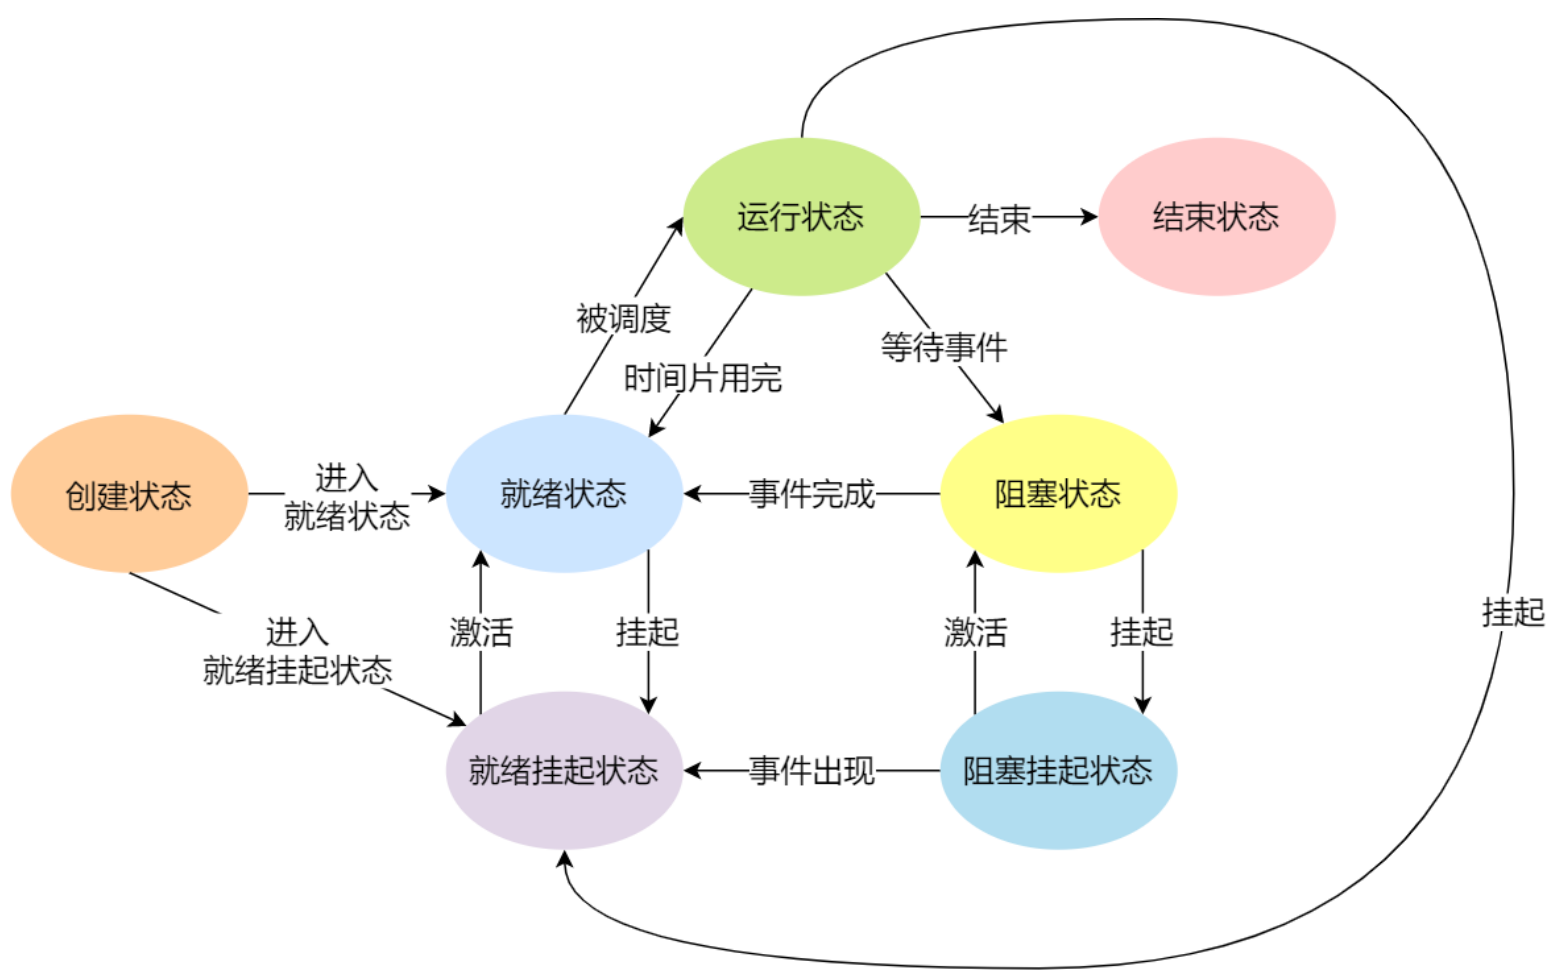 运行状态
结束
结束状态
被调度
等待事件
时间片用完
创建状态
进入
就绪状态
就绪状态
事件完成
阻塞状态
进入
就绪挂起状态
激活
挂起
激活
挂起
挂起
就绪挂起状态
事件出现
阻塞挂起状态